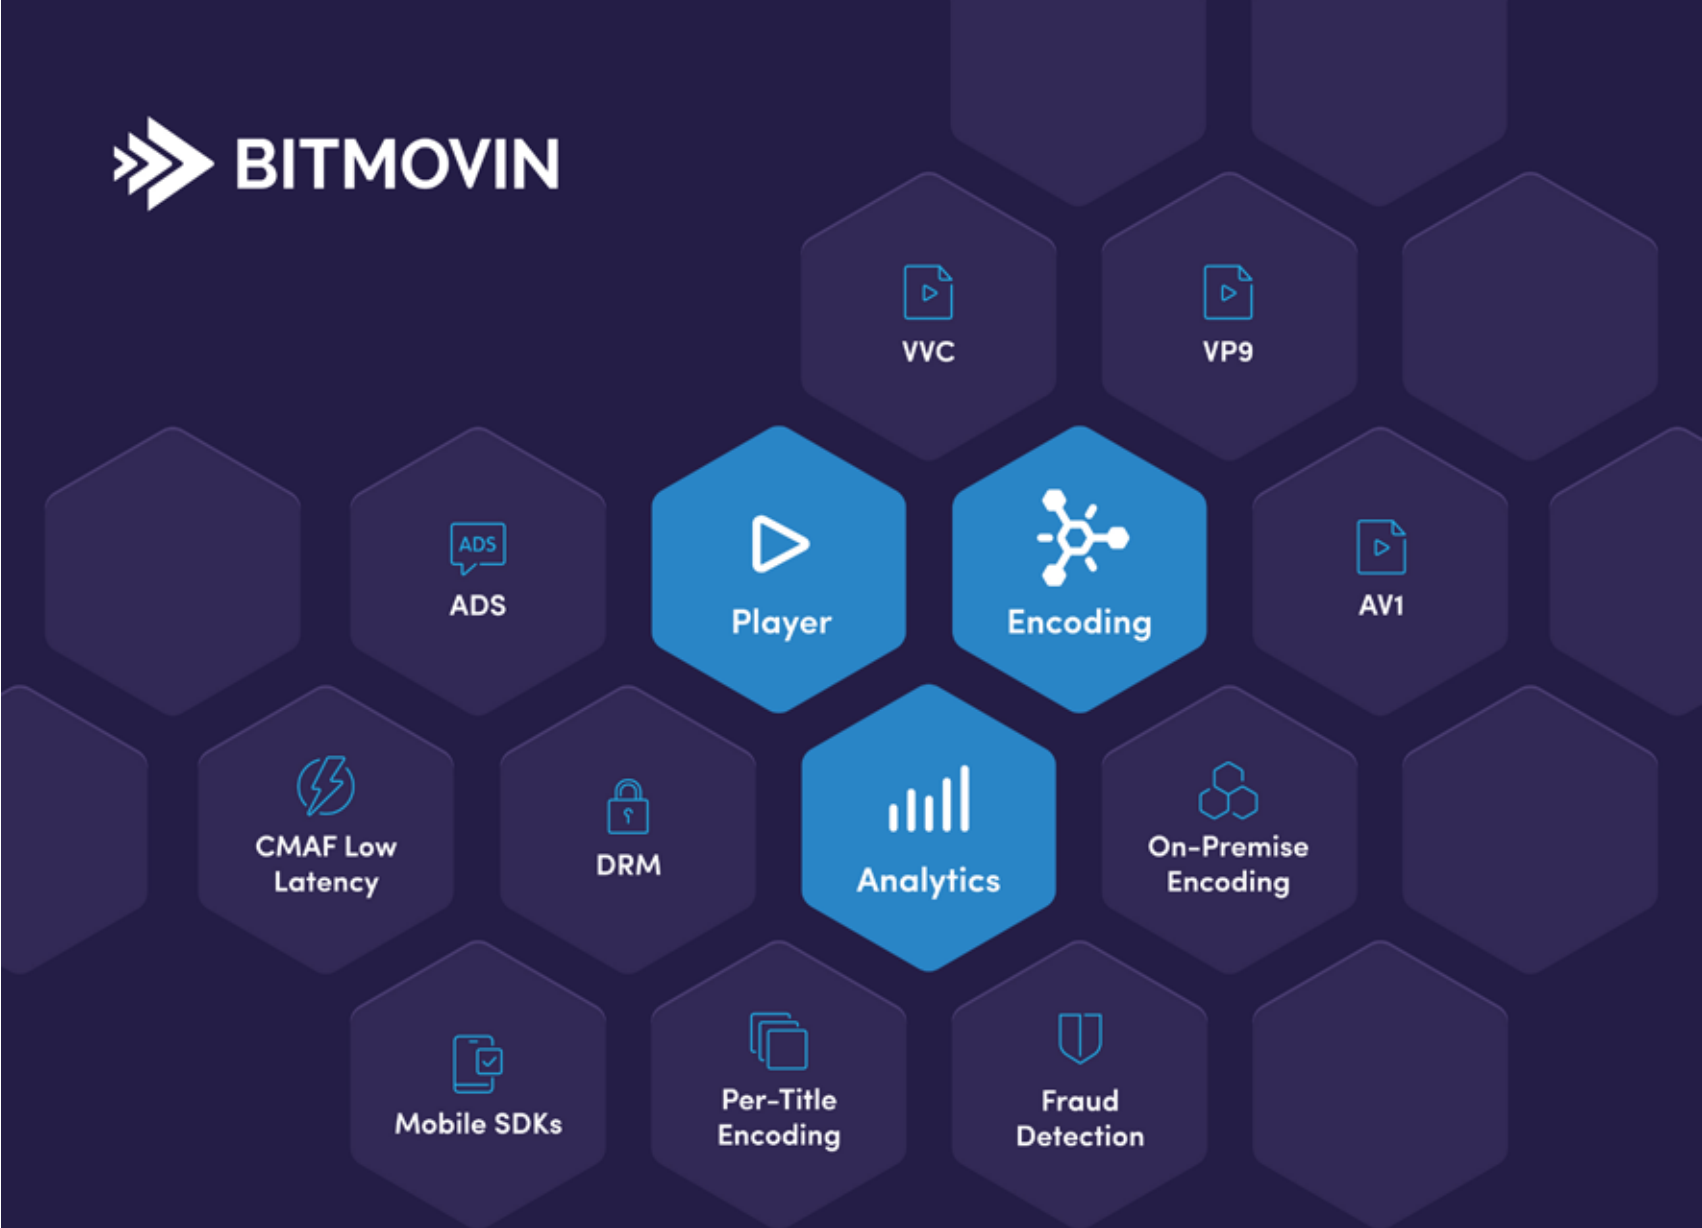 BITMOVIN
VVC
VP9
ADS
ADS
Player
Encoding
AV1
CMAF Low
Latency
DRM
Analytics
On-Premise
Encoding
Mobile SDKs
Per-Title
Encoding
Fraud
Detection